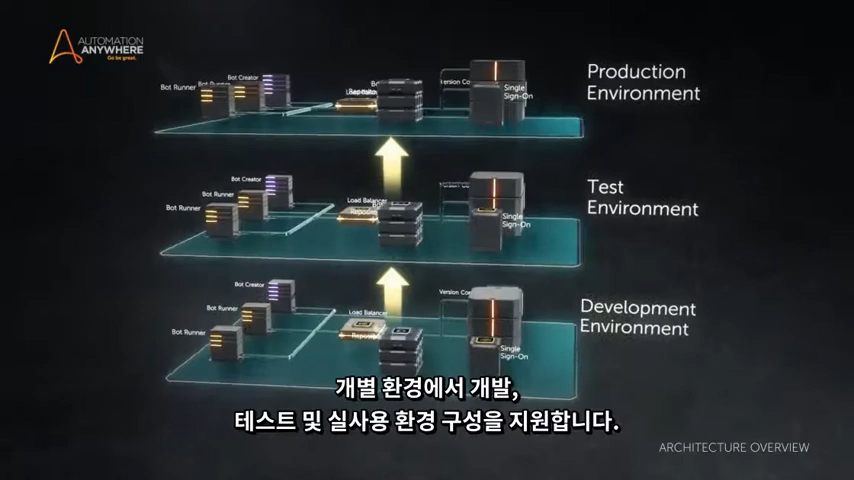 AUTOMATION
ANYWHERE
Go be great.
Production
Environment
Bot Creator
Bot Runner
Single
Sign-On
Test
Environment
Bot Creator
Bot Runner
Bot Runner
Load Balancer
Single
Sign-On
Development
Environment
Bot Creator
Bot Runner
Bot Runner
Load Balancer
Single
Sign-On
개별 환경에서 개발,
테스트 및 실사용 환경 구성을 지원합니다.
ARCHITECTURE OVERVIEW